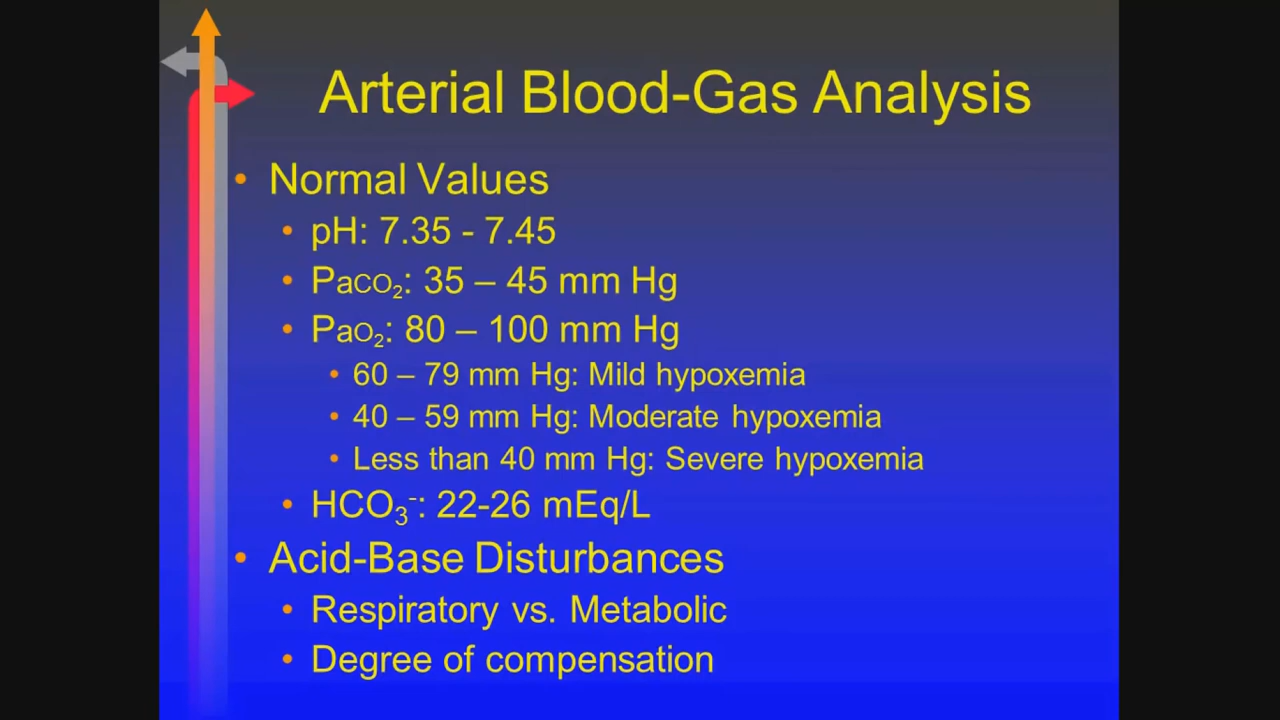 Arterial Blood-Gas Analysis
• Normal Values
• pH: 7.35 - 7.45
• PaCO₂: 35 – 45 mm Hg
• PaO₂: 80 – 100 mm Hg
• 60 – 79 mm Hg: Mild hypoxemia
• 40 – 59 mm Hg: Moderate hypoxemia
• Less than 40 mm Hg: Severe hypoxemia
• HCO₃⁻: 22-26 mEq/L
• Acid-Base Disturbances
• Respiratory vs. Metabolic
• Degree of compensation